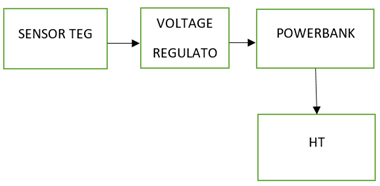 SENSOR TEG
VOLTAGE
REGULATO
POWERBANK
HT